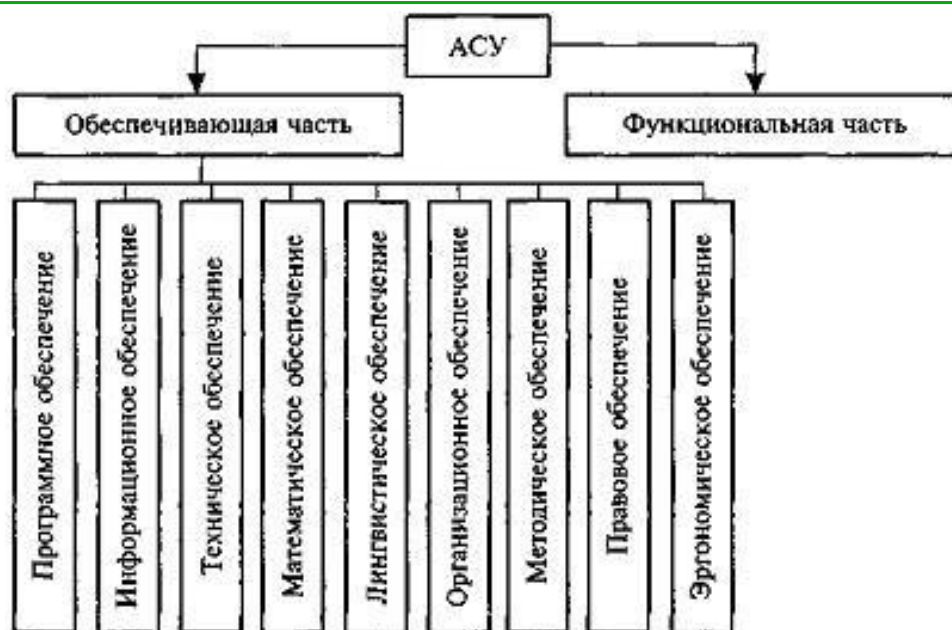 АСУ
Обеспечивающая часть
Функциональная часть
Программное обеспечение
Информационное обеспечение
Техническое обеспечение
Математическое обеспечение
Лингвистическое обеспечение
Организационное обеспечение
Методическое обеспечение
Правовое обеспечение
Эргономическое обеспечение